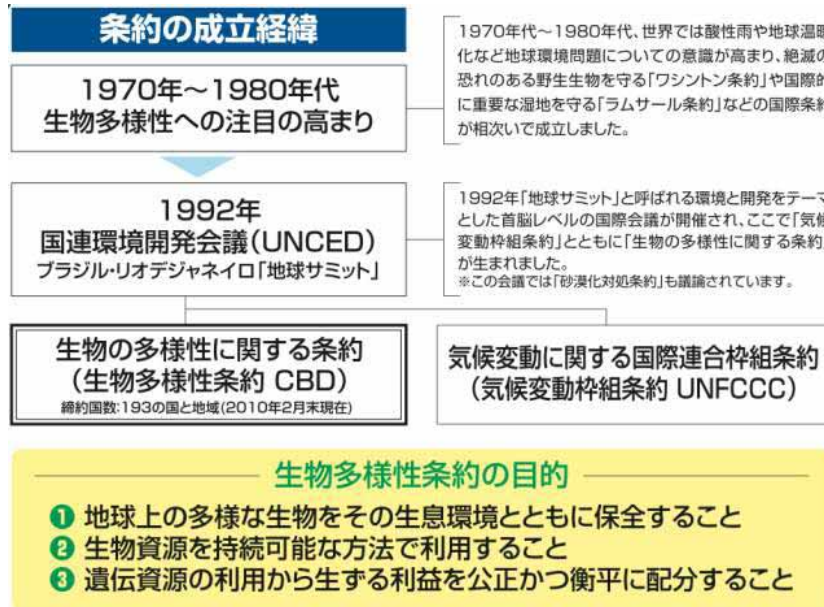 条約の成立経緯
1970年～1980年代
生物多様性への注目の高まり
1970年代～1980年代、世界では酸性雨や地球温暖
化など地球環境問題についての意識が高まり、絶滅の
恐れのある野生生物を守る「ワシントン条約」や国際的
に重要な湿地を守る「ラムサール条約」などの国際条約
が相次いで成立しました。
1992年
国連環境開発会議(UNCED)
ブラジル・リオデジャネイロ「地球サミット」
1992年「地球サミット」と呼ばれる環境と開発をテーマ
とした首脳レベルの国際会議が開催され、ここで「気候
変動枠組条約」とともに「生物の多様性に関する条約」
が生まれました。
※この会議では「砂漠化対処条約」も議論されています。
生物の多様性に関する条約
(生物多様性条約 CBD)
締約国数:193の国と地域(2010年2月末現在)
気候変動に関する国際連合枠組条約
(気候変動枠組条約 UNFCCC)
生物多様性条約の目的
❶ 地球上の多様な生物をその生息環境とともに保全すること
❷ 生物資源を持続可能な方法で利用すること
❸ 遺伝資源の利用から生ずる利益を公正かつ衡平に配分すること